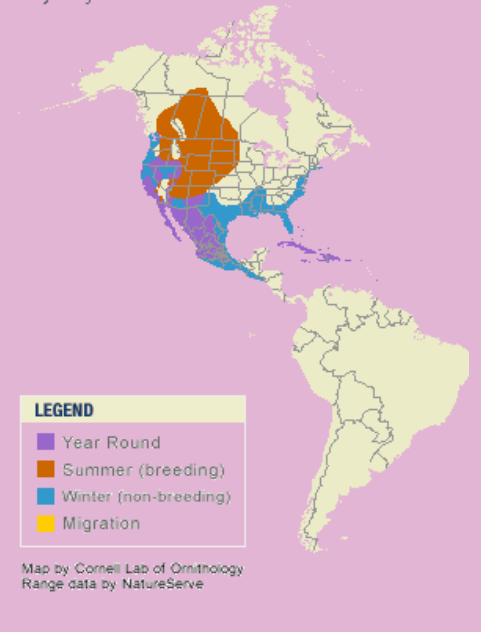 LEGEND
Year Round
Summer (breeding)
Winter (non-breeding)
Migration
Map by Cornell Lab of Ornithology
Range data by NatureServe